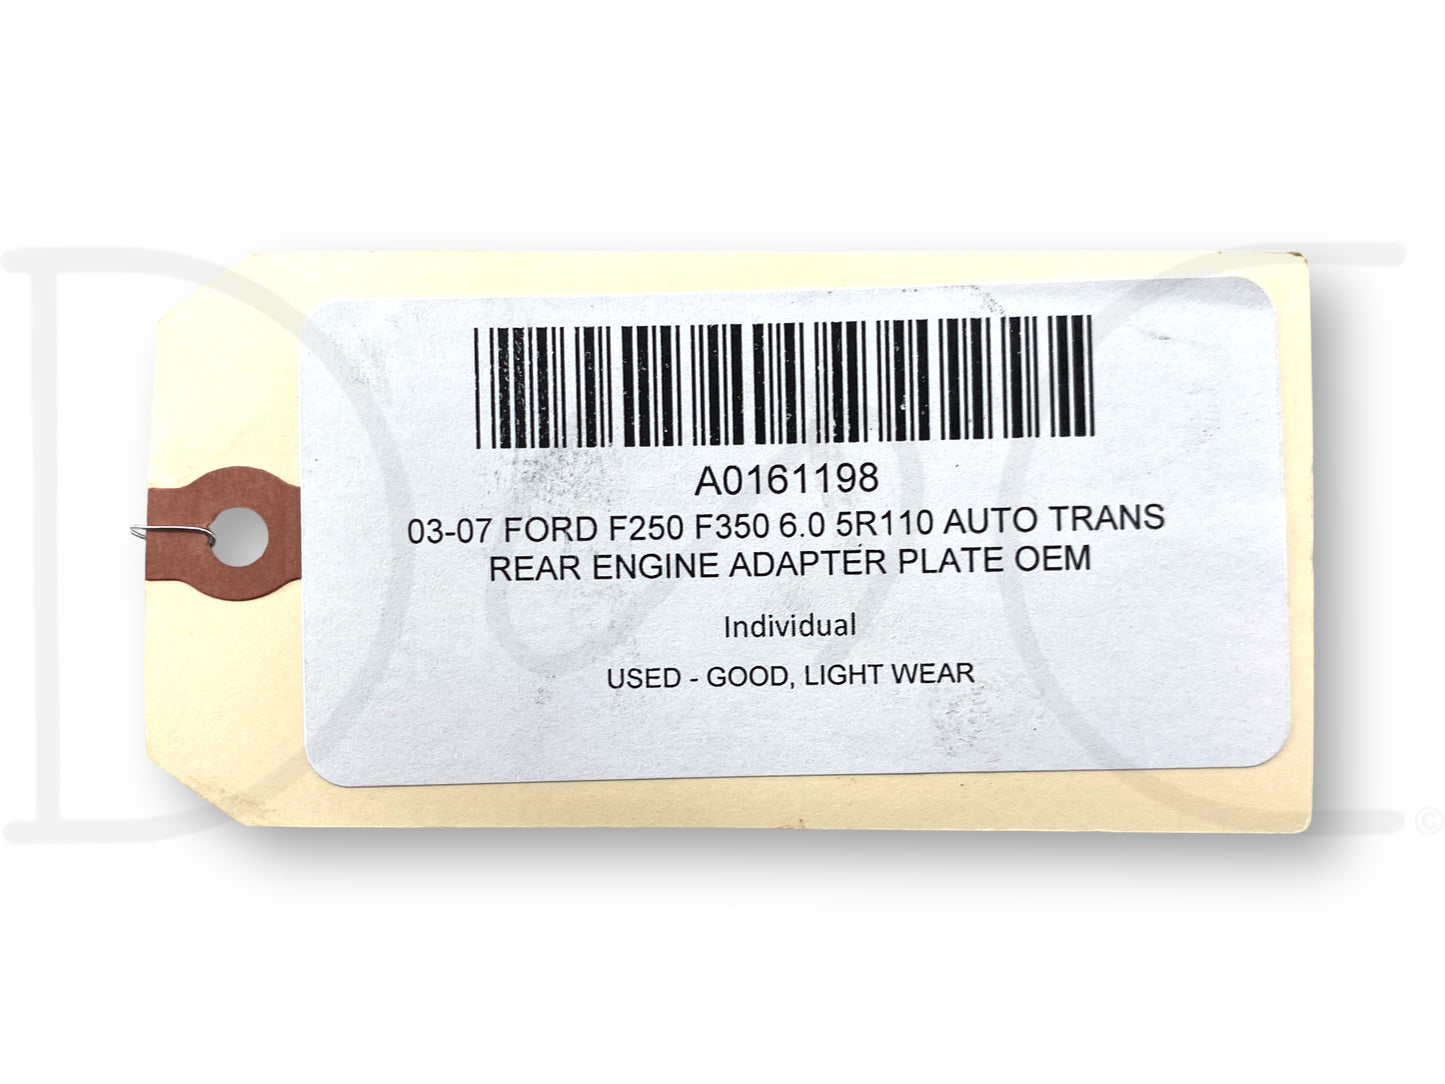 A0161198
03-07 FORD F250 F350 6.0 5R110 AUTO TRANS
REAR ENGINE ADAPTER PLATE OEM
Individual
USED - GOOD, LIGHT WEAR
D C ©